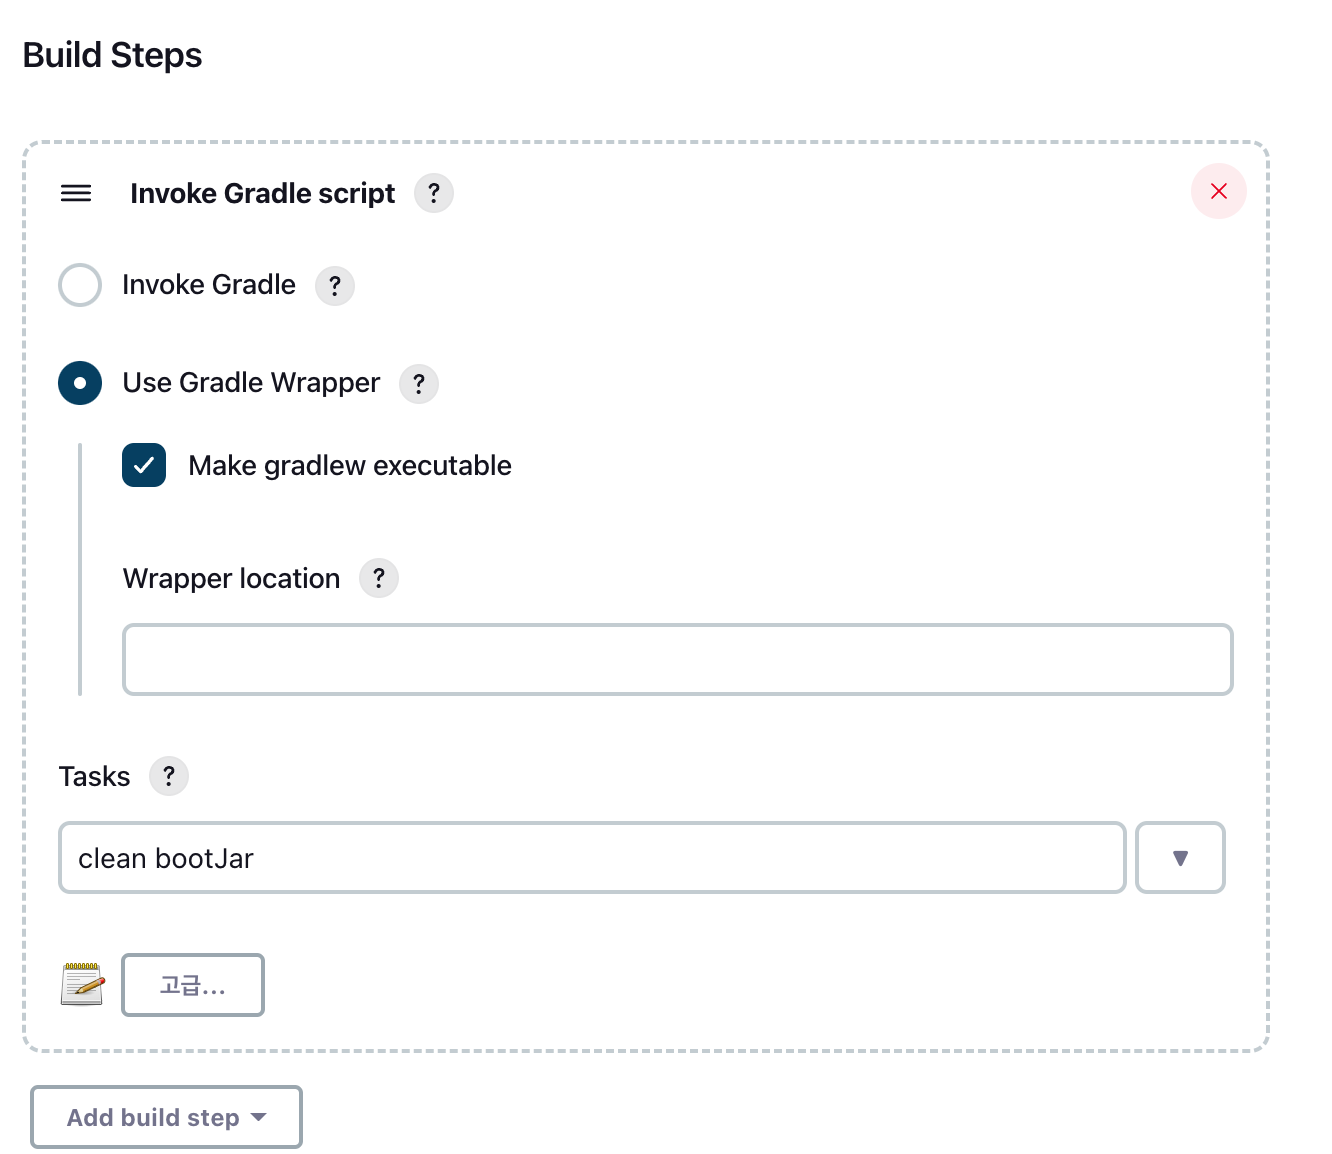 Build Steps
Invoke Gradle script ?
Invoke Gradle ?
Use Gradle Wrapper ?
Make gradlew executable
Wrapper location ?
Tasks ?
clean bootJar
고급...
Add build step